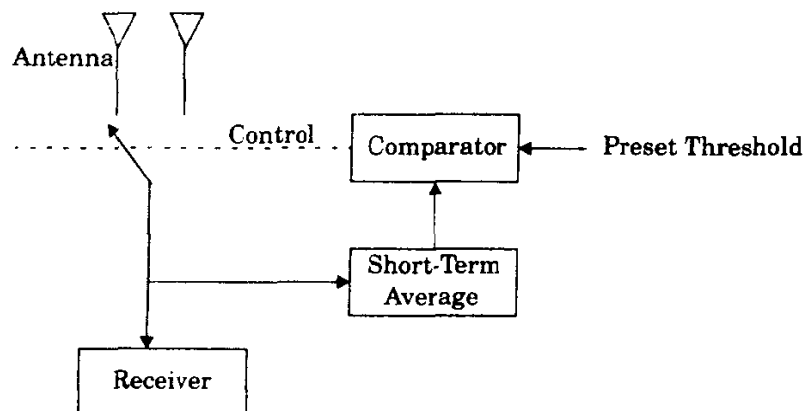 Antenna
Control
Comparator
Preset Threshold
Short-Term
Average
Receiver